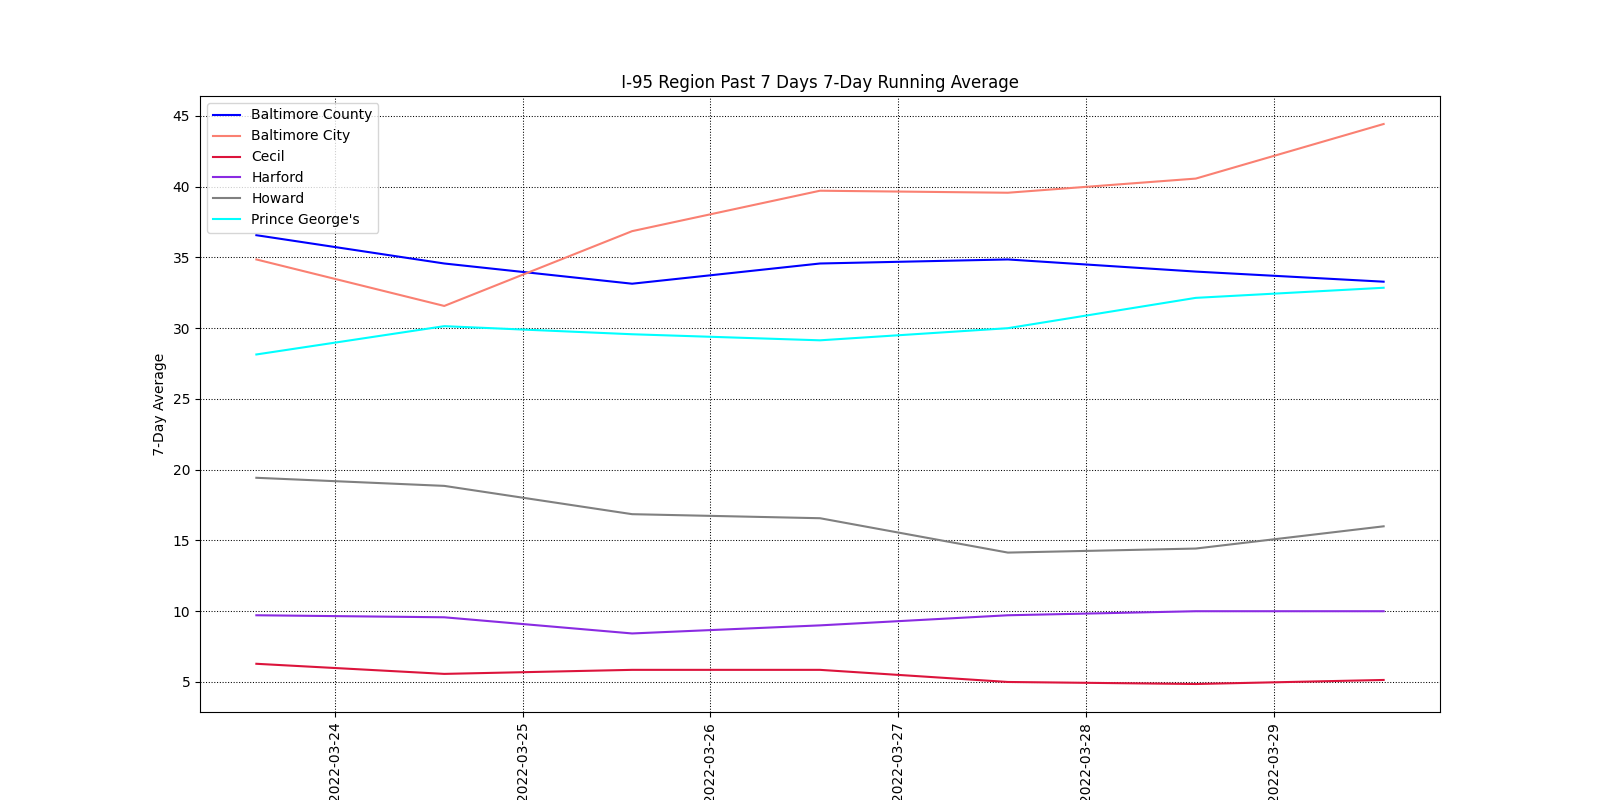 I-95 Region Past 7 Days 7-Day Running Average
Baltimore County
Baltimore City
Cecil
Harford
Howard
Prince George's
7-Day Average
45
40
35
30
25
20
15
10
5
2022-03-24
2022-03-25
2022-03-26
2022-03-27
2022-03-28
2022-03-29